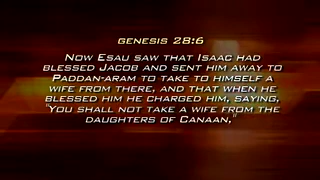 GENESIS 28:6
NOW ESAU SAW THAT ISAAC HAD
BLESSED JACOB AND SENT HIM AWAY TO
PADDAN-ARAM TO TAKE TO HIMSELF A
WIFE FROM THERE, AND THAT WHEN HE
BLESSED HIM HE CHARGED HIM, SAYING,
"YOU SHALL NOT TAKE A WIFE FROM THE
DAUGHTERS OF CANAAN,"